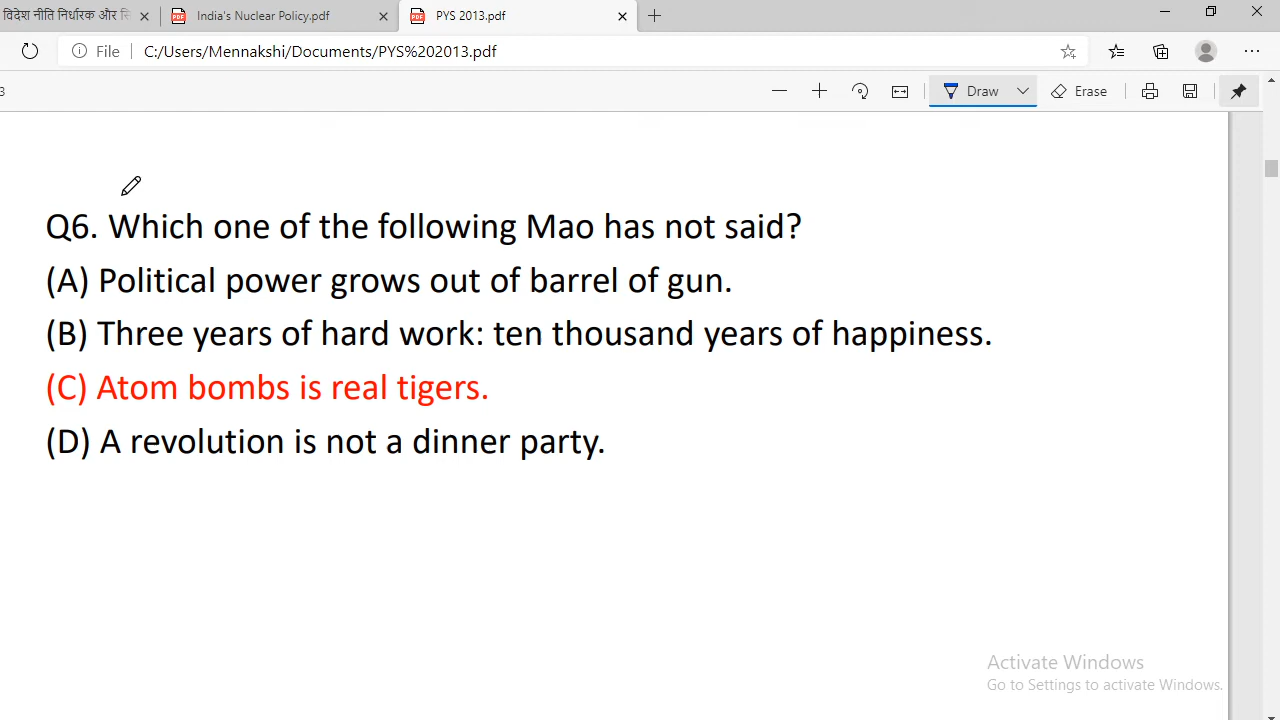 विदेश नीति निर्धारक और
India's Nuclear Policy.pdf
PYS 2013.pdf
File
C:/Users/Mennakshi/Documents/PYS%202013.pdf
3
Draw
Erase
Q6. Which one of the following Mao has not said?
(A) Political power grows out of barrel of gun.
(B) Three years of hard work: ten thousand years of happiness.
(C) Atom bombs is real tigers.
(D) A revolution is not a dinner party.
Activate Windows
Go to Settings to activate Windows.